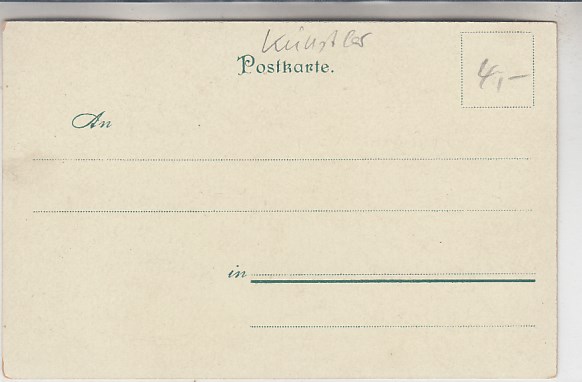 Künstler
Postkarte.
4,-
An
in